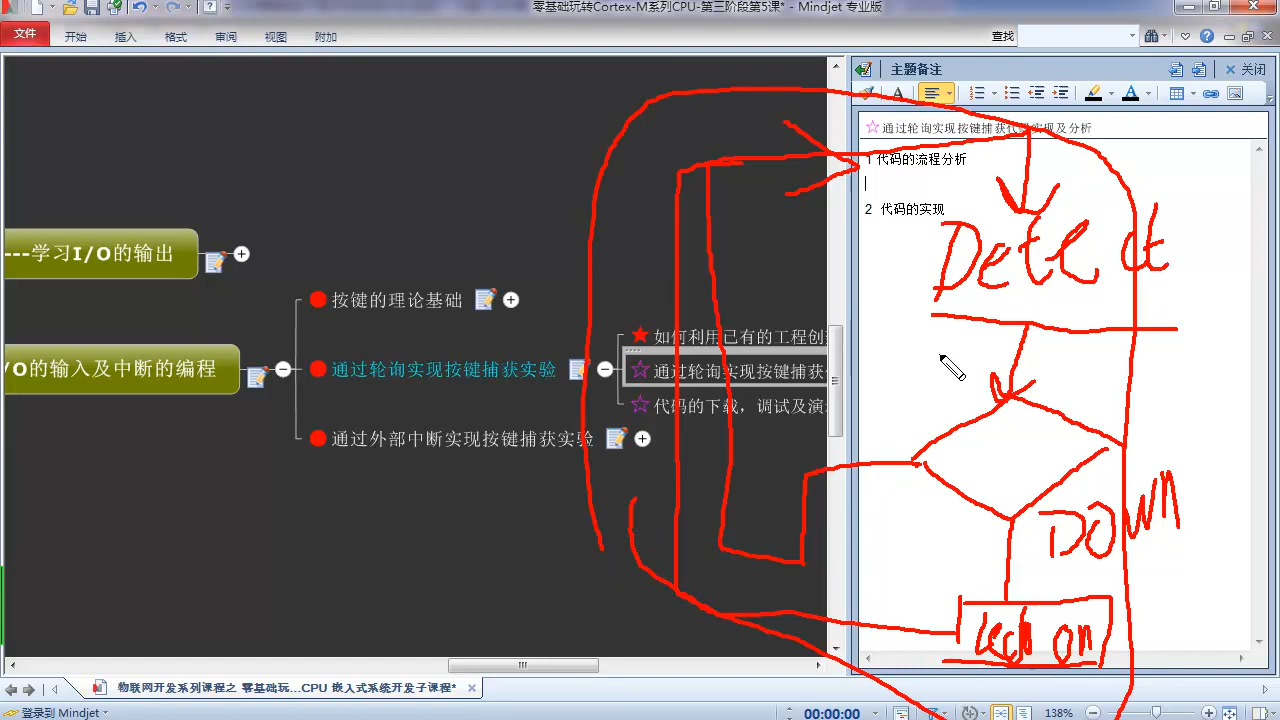 零基础玩转Cortex-M系列CPU-第三阶段第5课* - Mindjet 专业版
文件 开始 插入 格式 审阅 视图 附加 查找
主题备注 关闭
通过轮询实现按键捕获代码实现及分析
1 代码的流程分析
2 代码的实现
---学习I/O的输出
/O的输入及中断的编程
按键的理论基础
通过轮询实现按键捕获实验
通过外部中断实现按键捕获实验
如何利用已有的工程创
通过轮询实现按键捕获
代码的下载，调试及演
Detect
DOWN
on
物联网开发系列课程之 零基础玩...CPU 嵌入式系统开发子课程*
登录到 Mindjet
00:00:00
138%